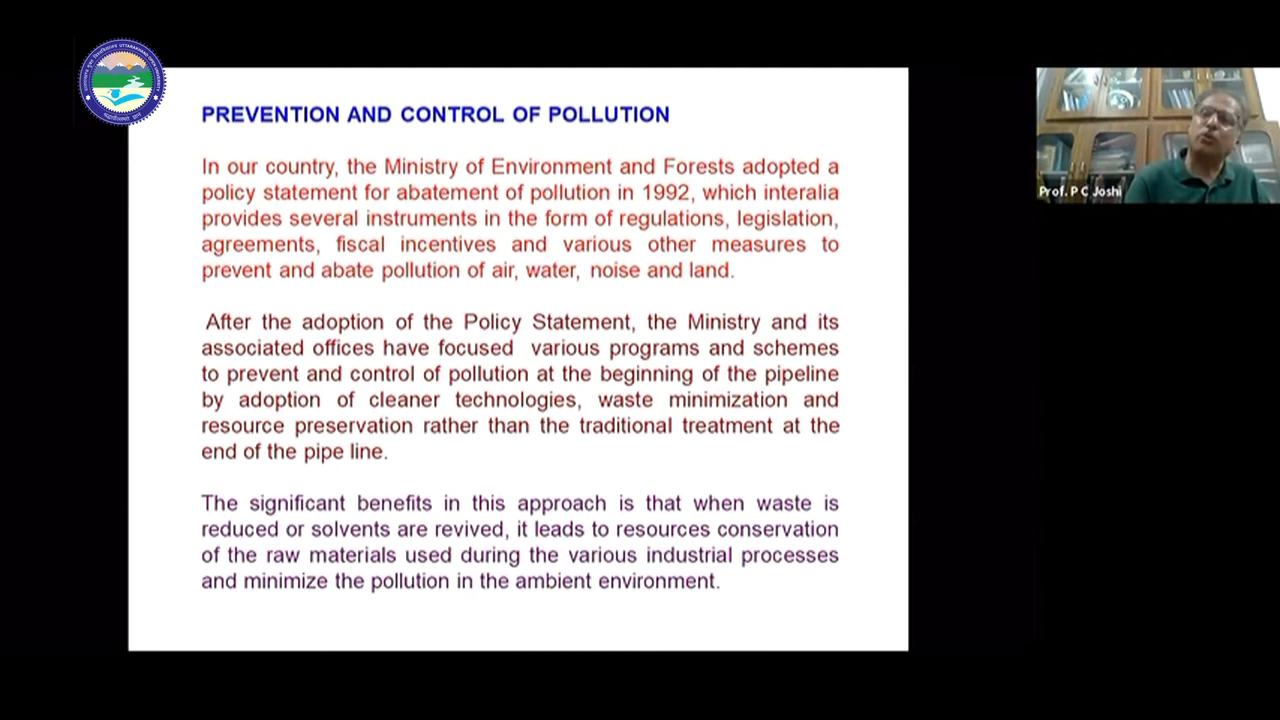 PREVENTION AND CONTROL OF POLLUTION
In our country, the Ministry of Environment and Forests adopted a
policy statement for abatement of pollution in 1992, which interalia
provides several instruments in the form of regulations, legislation,
agreements, fiscal incentives and various other measures to
prevent and abate pollution of air, water, noise and land.
After the adoption of the Policy Statement, the Ministry and its
associated offices have focused various programs and schemes
to prevent and control of pollution at the beginning of the pipeline
by adoption of cleaner technologies, waste minimization and
resource preservation rather than the traditional treatment at the
end of the pipe line.
The significant benefits in this approach is that when waste is
reduced or solvents are revived, it leads to resources conservation
of the raw materials used during the various industrial processes
and minimize the pollution in the ambient environment.
Prof. P C Joshi